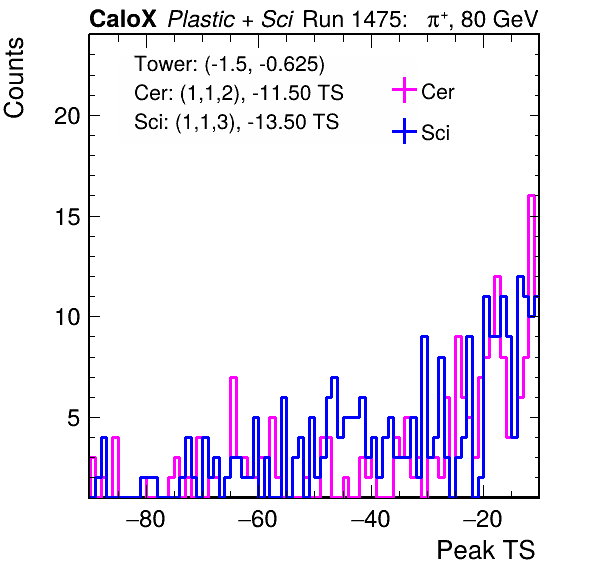 CaloX Plastic + Sci Run 1475: π⁺, 80 GeV
Counts
Tower: (-1.5, -0.625)
Cer: (1,1,2), -11.50 TS
Sci: (1,1,3), -13.50 TS
Cer
Sci
20
15
10
5
−80 −60 −40 −20
Peak TS